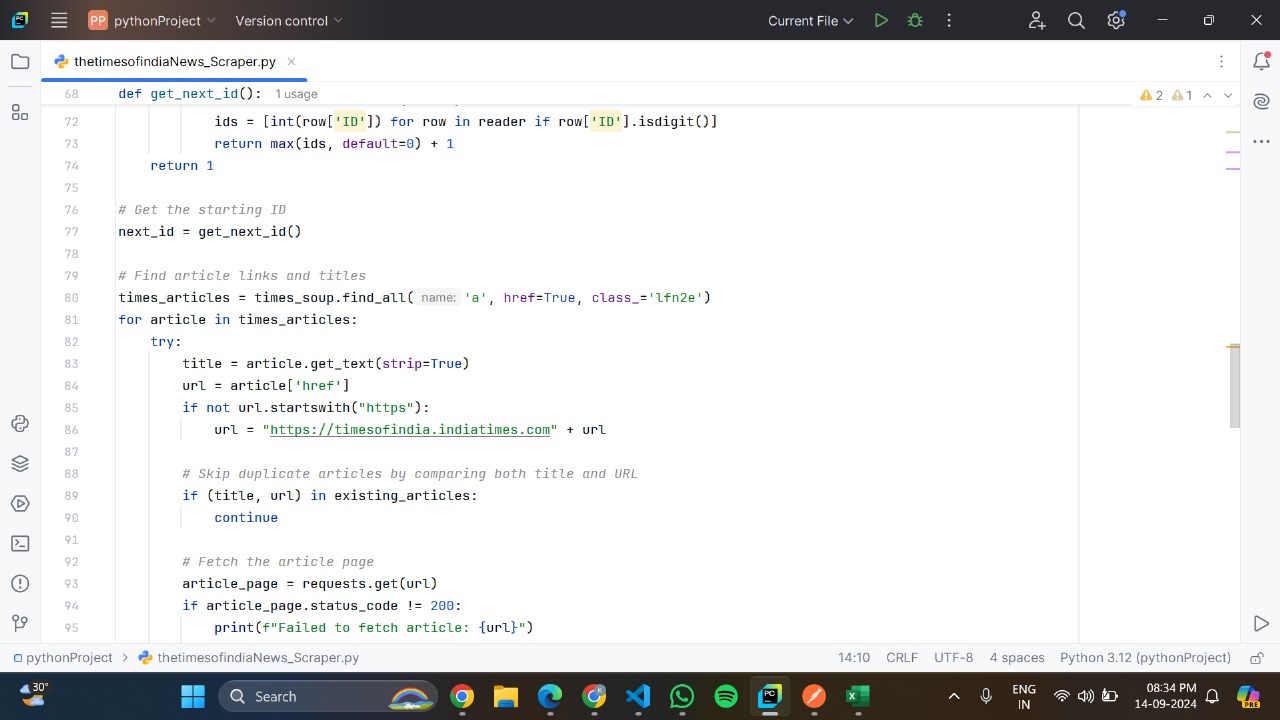 PP pythonProject Version control Current File
thetimesofindiaNews_Scraper.py
68 def get_next_id(): 1 usage 2 1
72 ids = [int(row['ID']) for row in reader if row['ID'].isdigit()]
73 return max(ids, default=0) + 1
74 return 1
75
76 # Get the starting ID
77 next_id = get_next_id()
78
79 # Find article links and titles
80 times_articles = times_soup.find_all( name: 'a', href=True, class_='lfn2e')
81 for article in times_articles:
82 try:
83 title = article.get_text(strip=True)
84 url = article['href']
85 if not url.startswith("https"):
86 url = "https://timesofindia.indiatimes.com" + url
87
88 # Skip duplicate articles by comparing both title and URL
89 if (title, url) in existing_articles:
90 continue
91
92 # Fetch the article page
93 article_page = requests.get(url)
94 if article_page.status_code != 200:
95 print(f"Failed to fetch article: {url}")
pythonProject > thetimesofindiaNews_Scraper.py 14:10 CRLF UTF-8 4 spaces Python 3.12 (pythonProject)
30° Search ENG IN 08:34 PM 14-09-2024 PRE